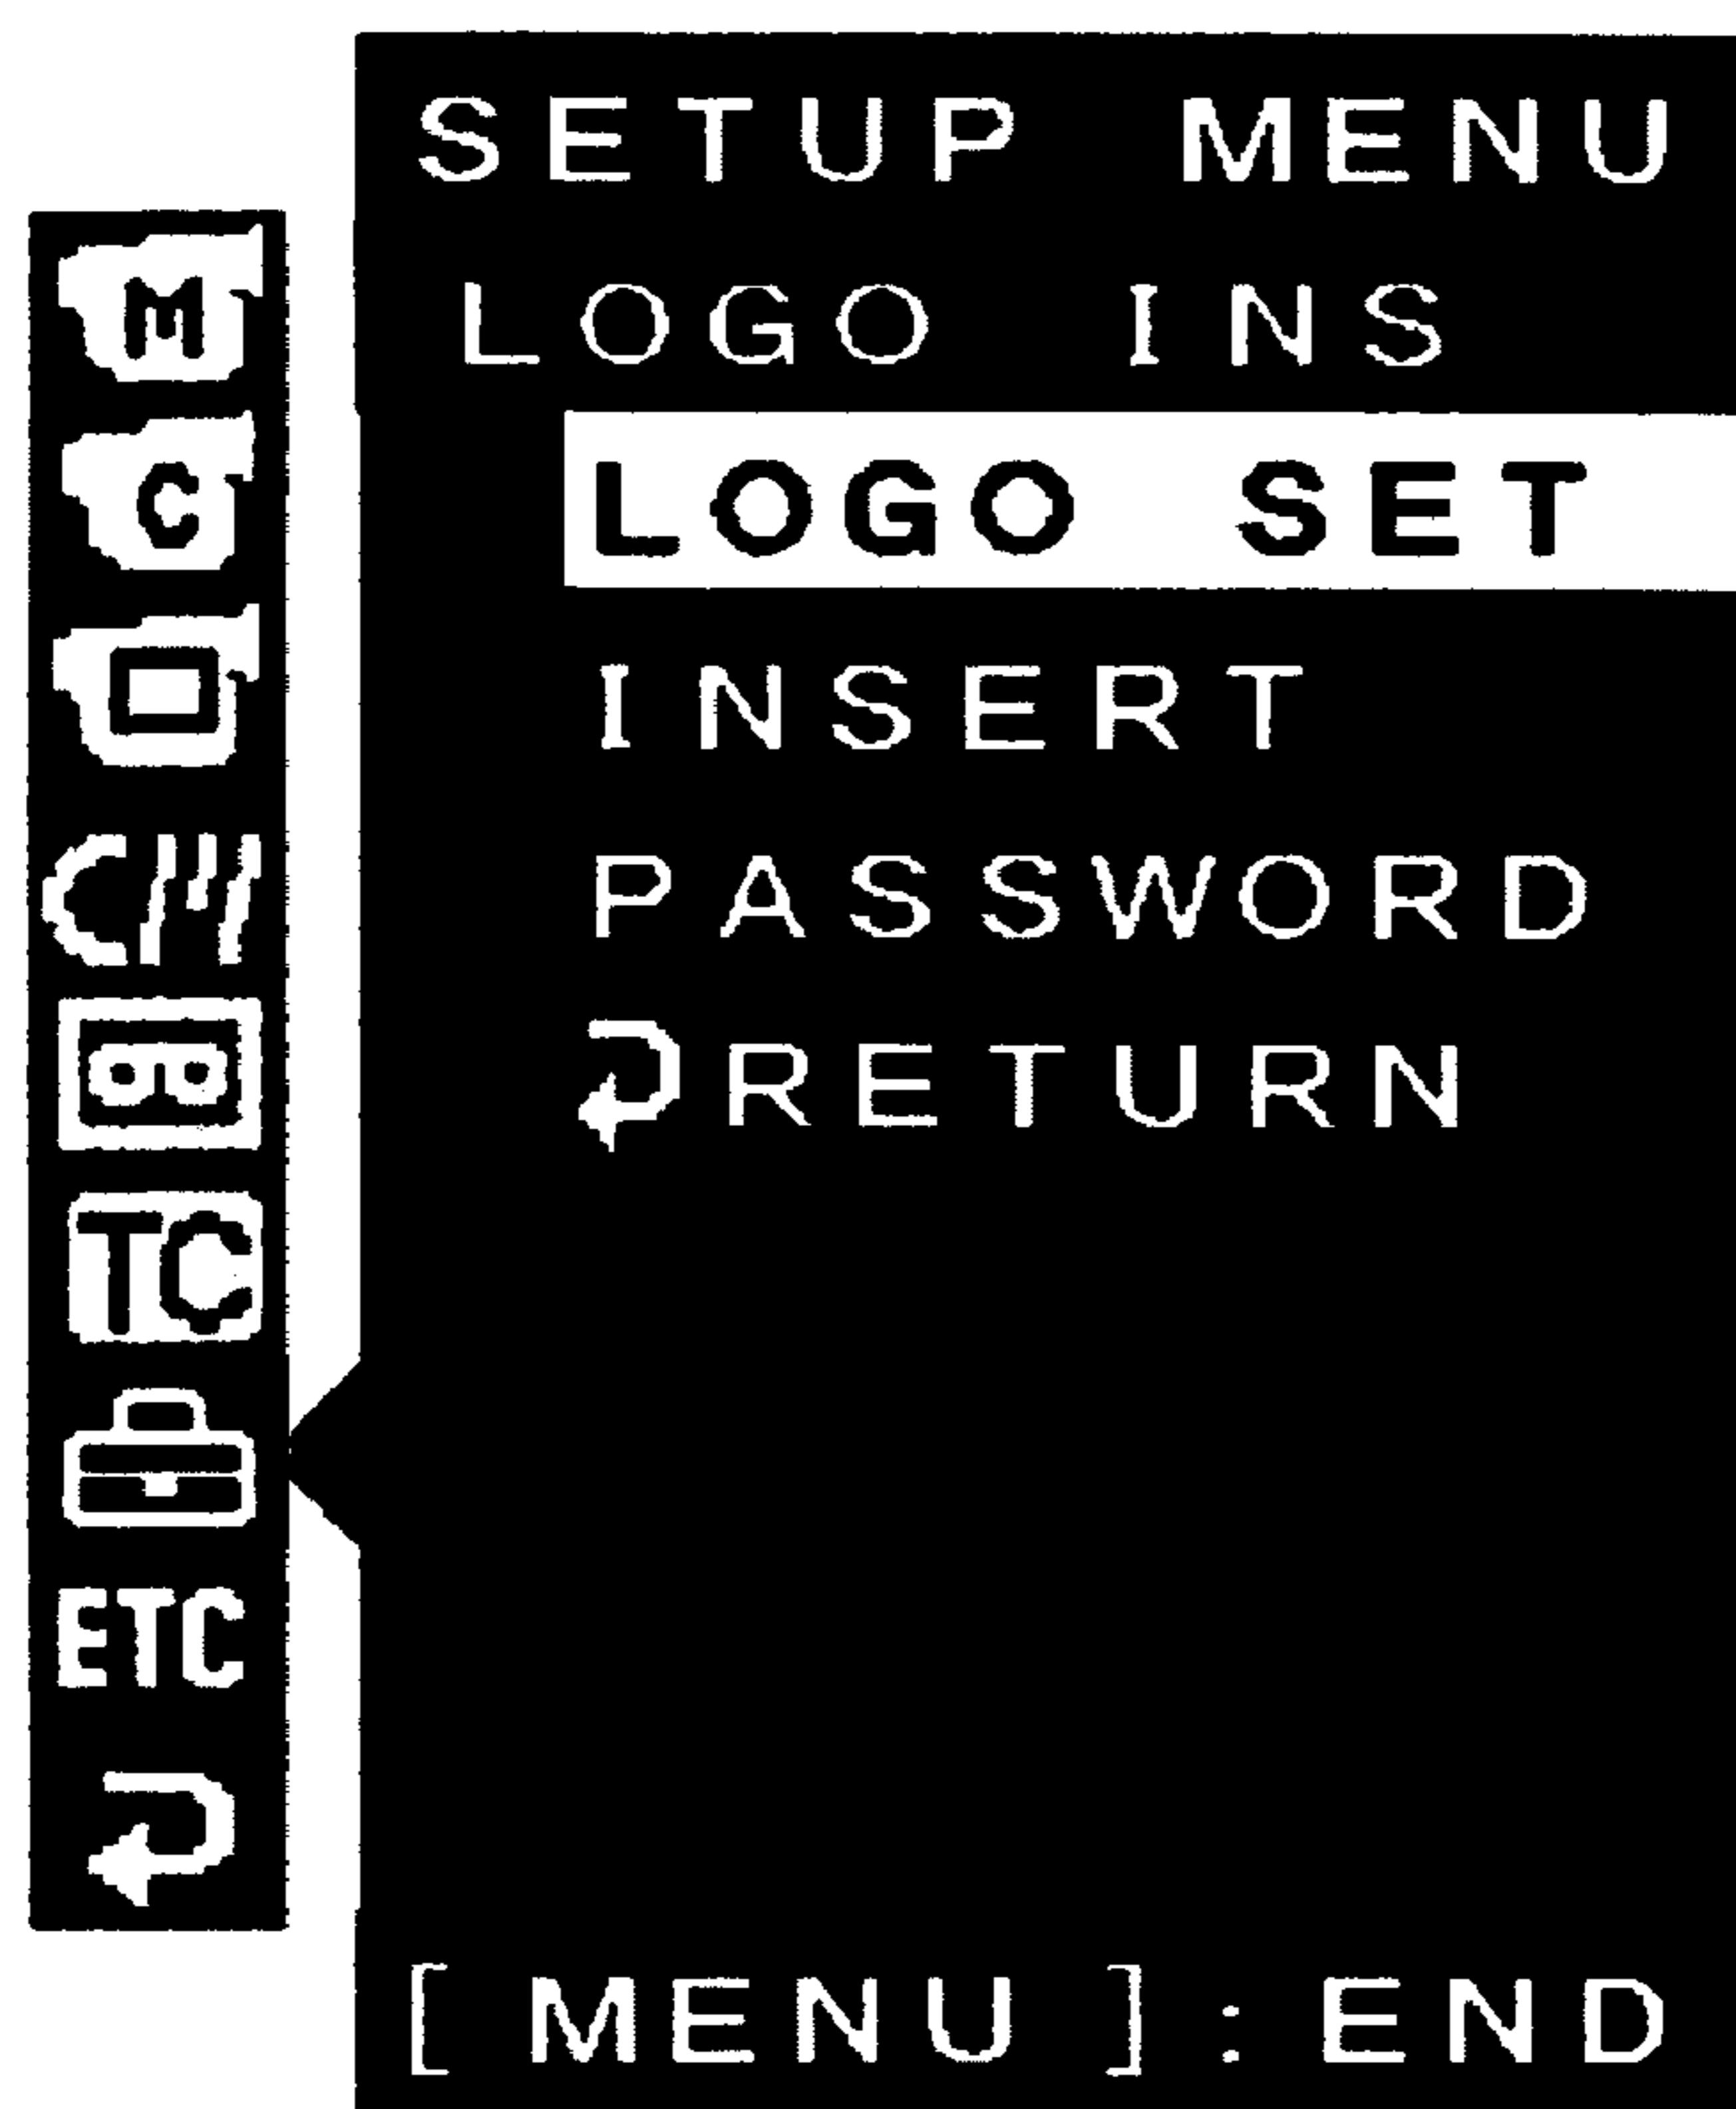 SETUP MENU
LOGO INS
LOGO SET
INSERT
PASSWORD
RETURN
[ MENU ] : END
M
C
TC
ETC